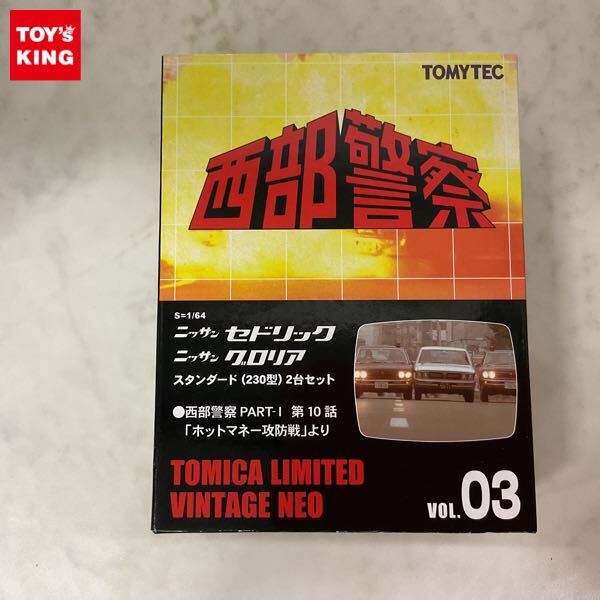 TOY's
KING
TOMYTEC
西部警察
S=1/64
ニッサン セドリック
ニッサン グロリア
スタンダード (230型) 2台セット
●西部警察 PART-I 第10話
「ホットマネー攻防戦」より
TOMICA LIMITED
VINTAGE NEO
VOL.03